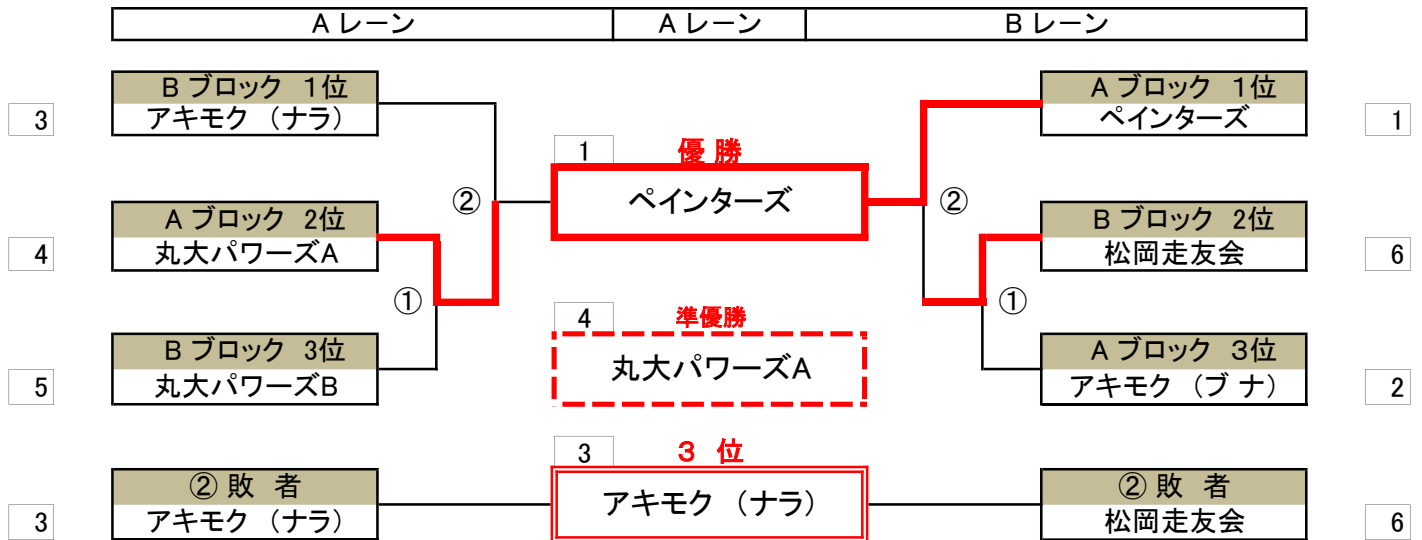 Aレーン Aレーン Bレーン
Bブロック 1位 Aブロック 1位
3 アキモク（ナラ） ペインターズ 1
1 優勝
② ペインターズ ②
Aブロック 2位 Bブロック 2位
4 丸大パワーズA 松岡走友会 6
① ①
4 準優勝
Bブロック 3位 丸大パワーズA Aブロック 3位
5 丸大パワーズB アキモク（ブナ） 2
3 3位
②敗者 アキモク（ナラ） ②敗者
3 アキモク（ナラ） 松岡走友会 6